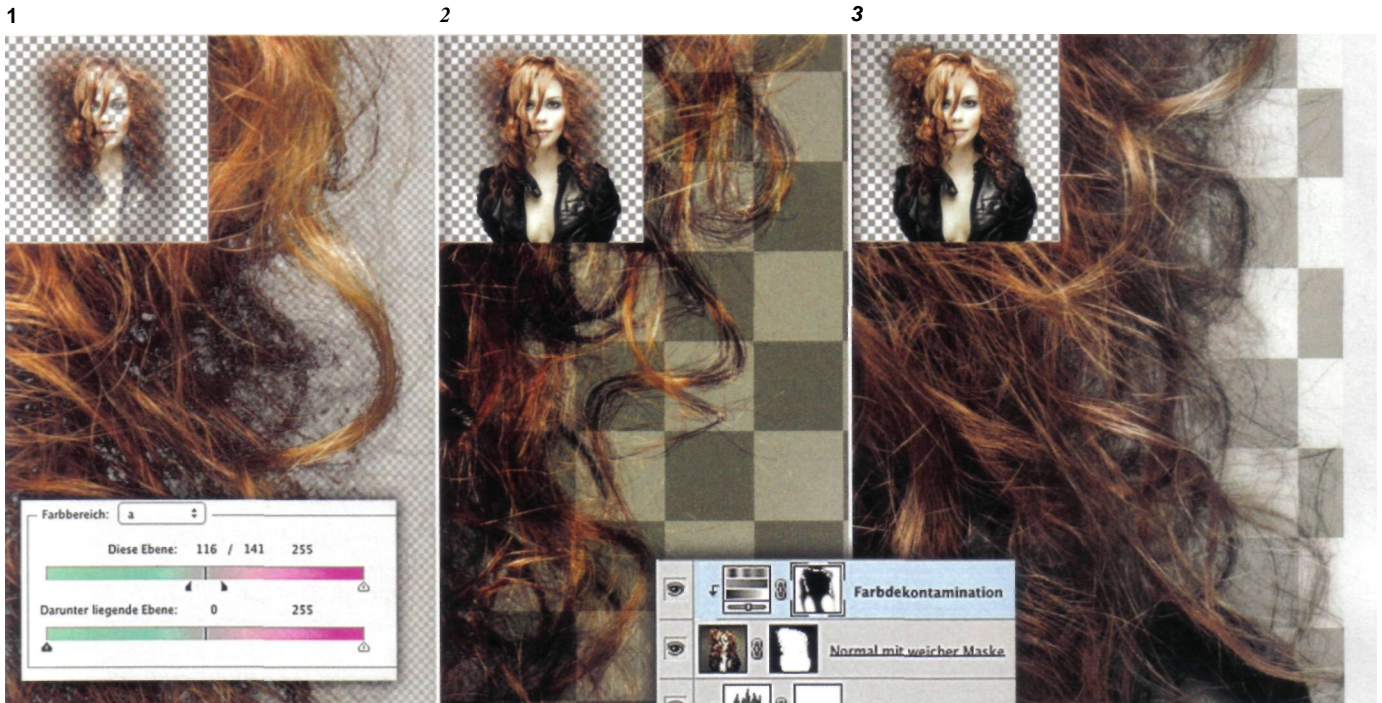 1
2
3
Farbbereich: a
Diese Ebene: 116 / 141 255
Darunter liegende Ebene: 0 255
Farbdekontamination
Normal mit weicher Maske